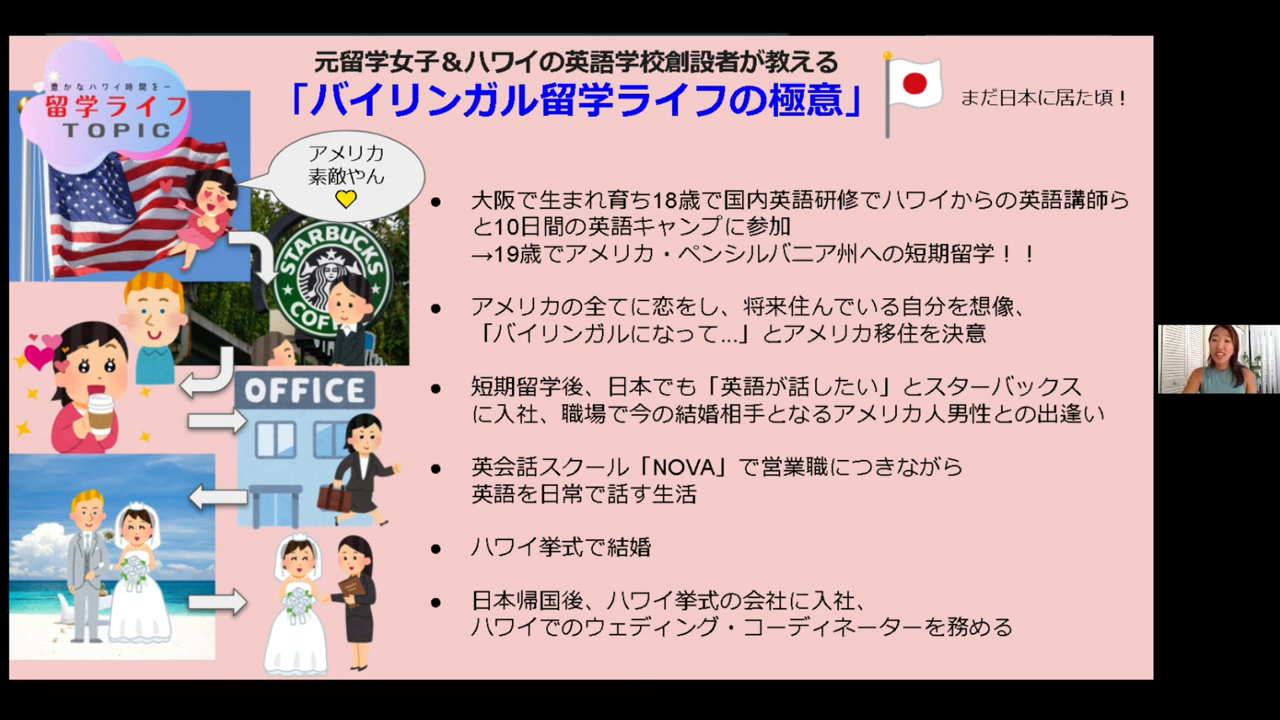 元留学女子＆ハワイの英語学校創設者が教える
「バイリンガル留学ライフの極意」
まだ日本に居た頃！
豊かなハワイ時間を一
留学ライフ
TOPIC
アメリカ
素敵やん
STARBUCKS
COF
OFFICE
● 大阪で生まれ育ち18歳で国内英語研修でハワイからの英語講師ら
と10日間の英語キャンプに参加
→19歳でアメリカ・ペンシルバニア州への短期留学！！
● アメリカの全てに恋をし、将来住んでいる自分を想像、
「バイリンガルになって...」とアメリカ移住を決意
● 短期留学後、日本でも「英語が話したい」とスターバックス
に入社、職場で今の結婚相手となるアメリカ人男性との出逢い
● 英会話スクール「NOVA」で営業職につきながら
英語を日常で話す生活
● ハワイ挙式で結婚
● 日本帰国後、ハワイ挙式の会社に入社、
ハワイでのウェディング・コーディネーターを務める